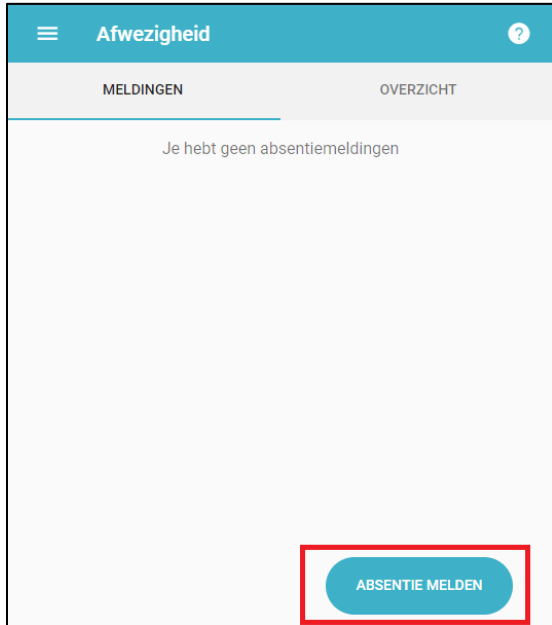 Afwezigheid
?
MELDINGEN
OVERZICHT
Je hebt geen absentiemeldingen
ABSENTIE MELDEN